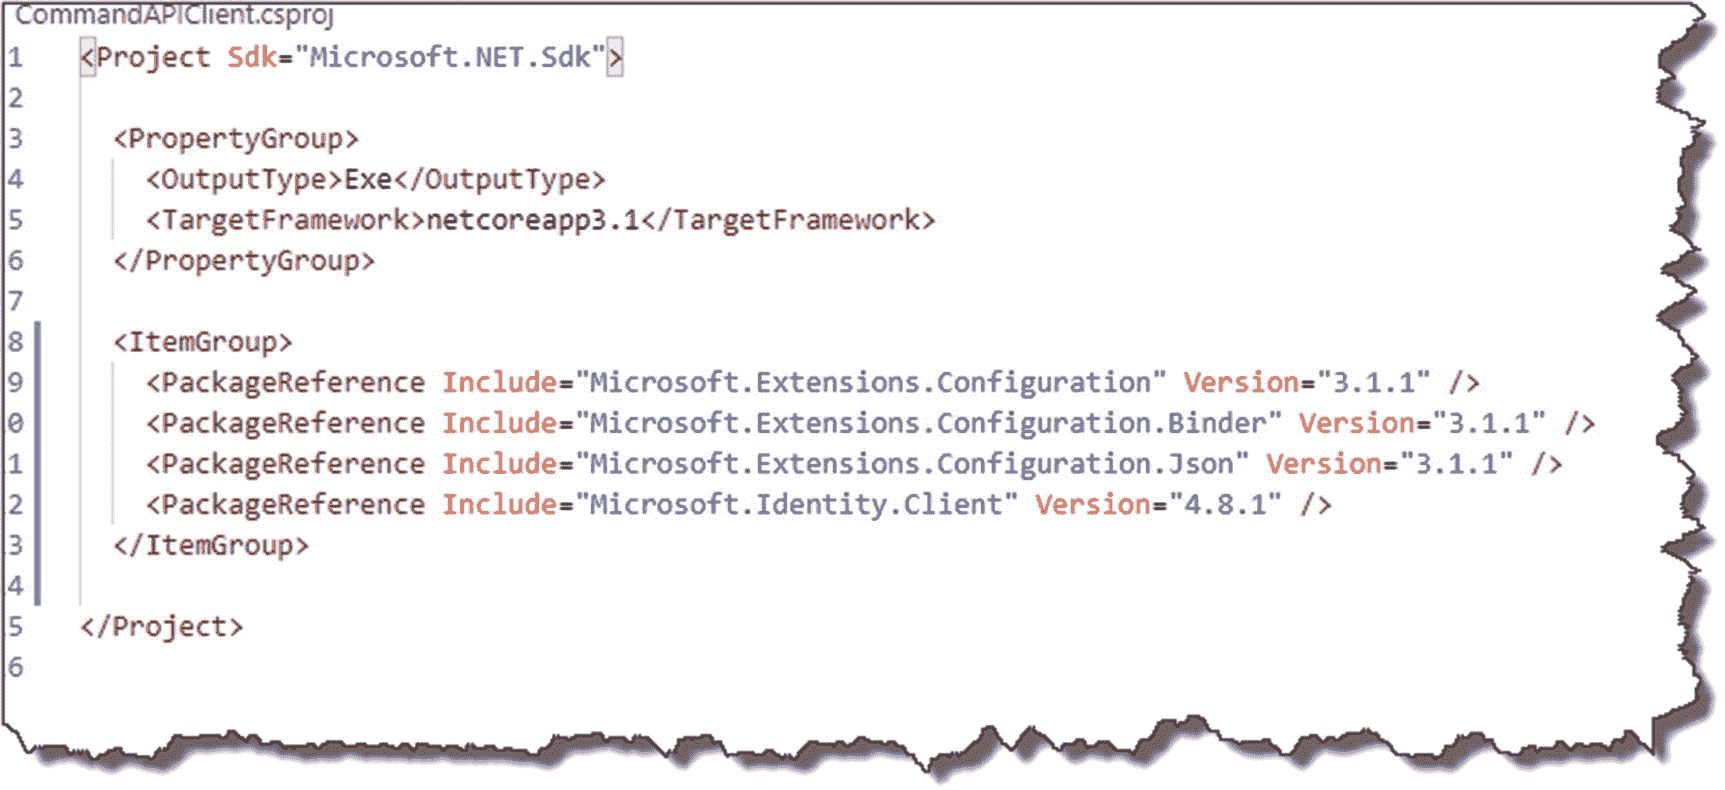 CommandAPIClient.csproj
1 <Project Sdk="Microsoft.NET.Sdk">
2
3 <PropertyGroup>
4 <OutputType>Exe</OutputType>
5 <TargetFramework>netcoreapp3.1</TargetFramework>
6 </PropertyGroup>
7
8 <ItemGroup>
9 <PackageReference Include="Microsoft.Extensions.Configuration" Version="3.1.1" />
0 <PackageReference Include="Microsoft.Extensions.Configuration.Binder" Version="3.1.1" />
1 <PackageReference Include="Microsoft.Extensions.Configuration.Json" Version="3.1.1" />
2 <PackageReference Include="Microsoft.Identity.Client" Version="4.8.1" />
3 </ItemGroup>
4
5 </Project>
6